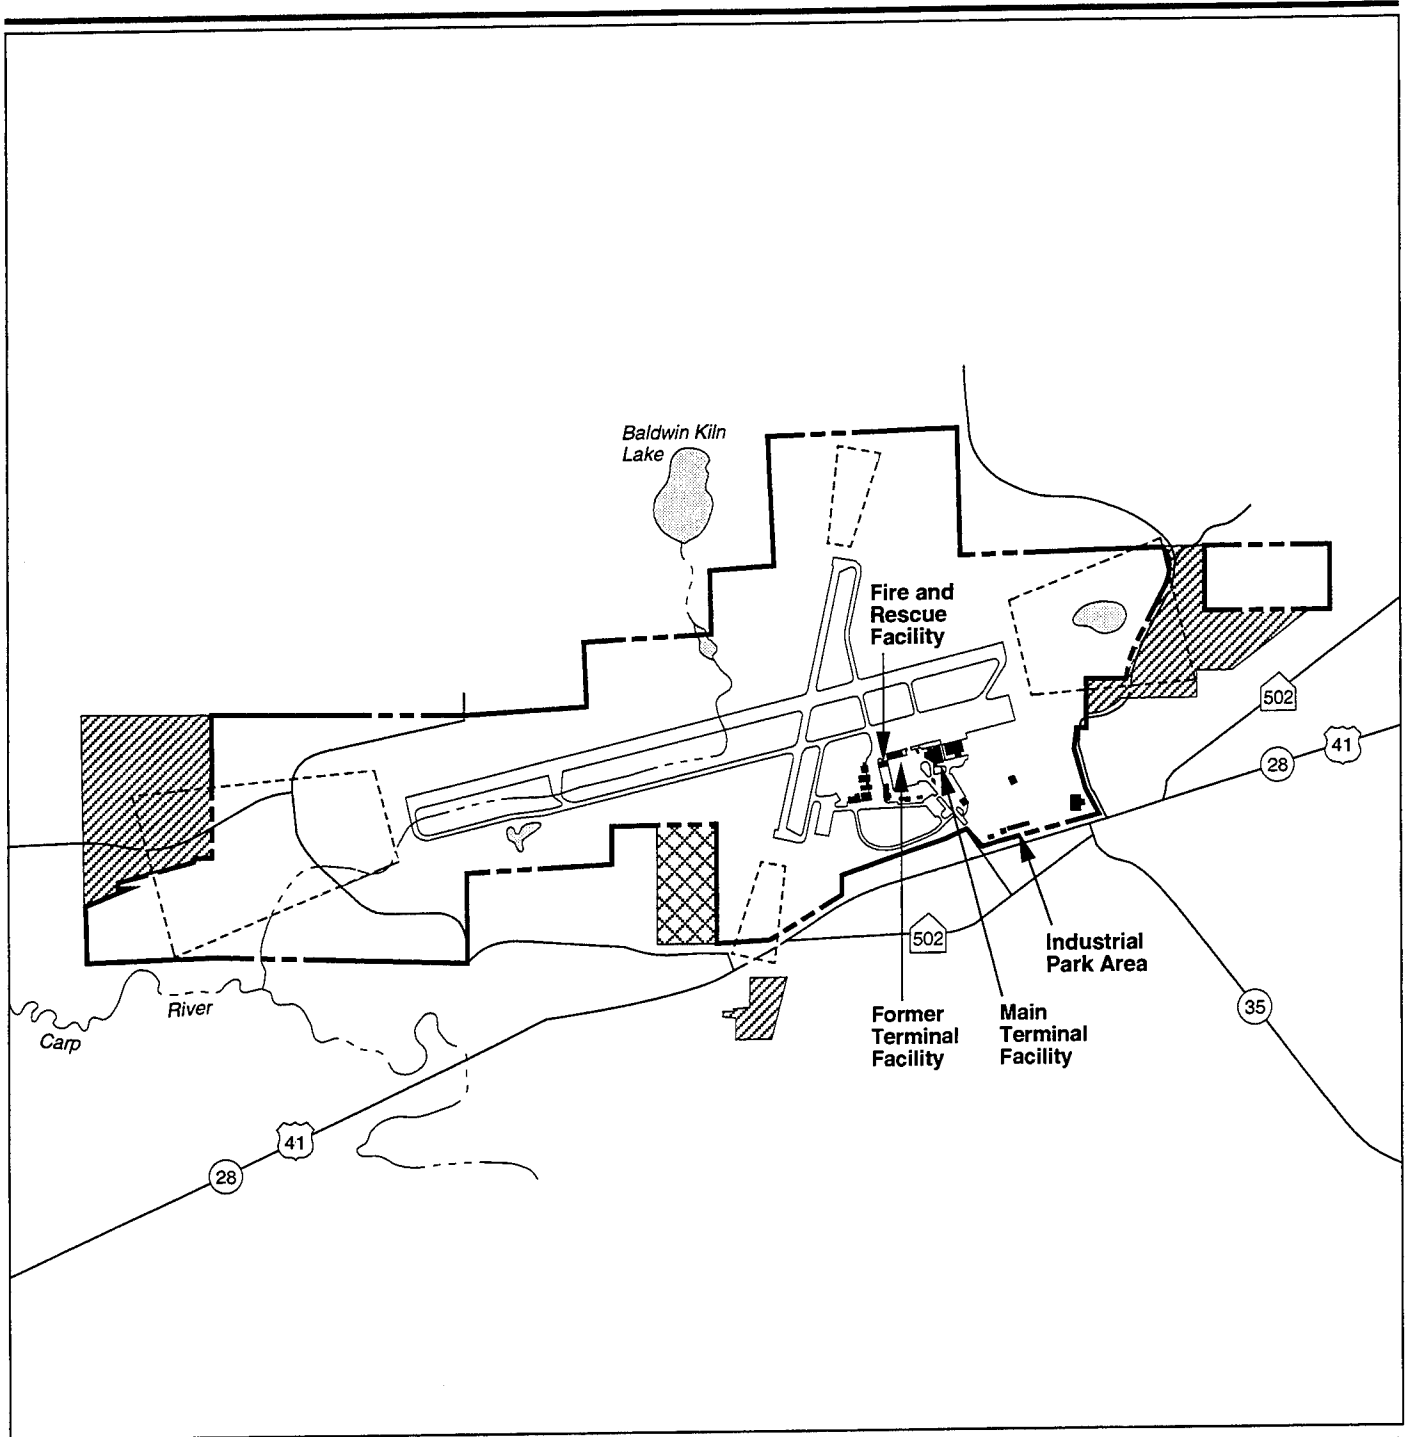 Baldwin Kiln
Lake
Fire and
Rescue
Facility
502
41
28
502
Industrial
Park Area
River
Carp
Former
Terminal
Facility
Main
Terminal
Facility
35
41
28